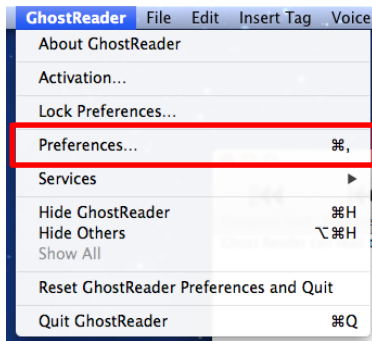 GhostReader File Edit Insert Tag Voice
About GhostReader
Activation...
Lock Preferences...
Preferences... ⌘,
Services ▶
Hide GhostReader ⌘H
Hide Others ⌥⌘H
Show All
Reset GhostReader Preferences and Quit
Quit GhostReader ⌘Q